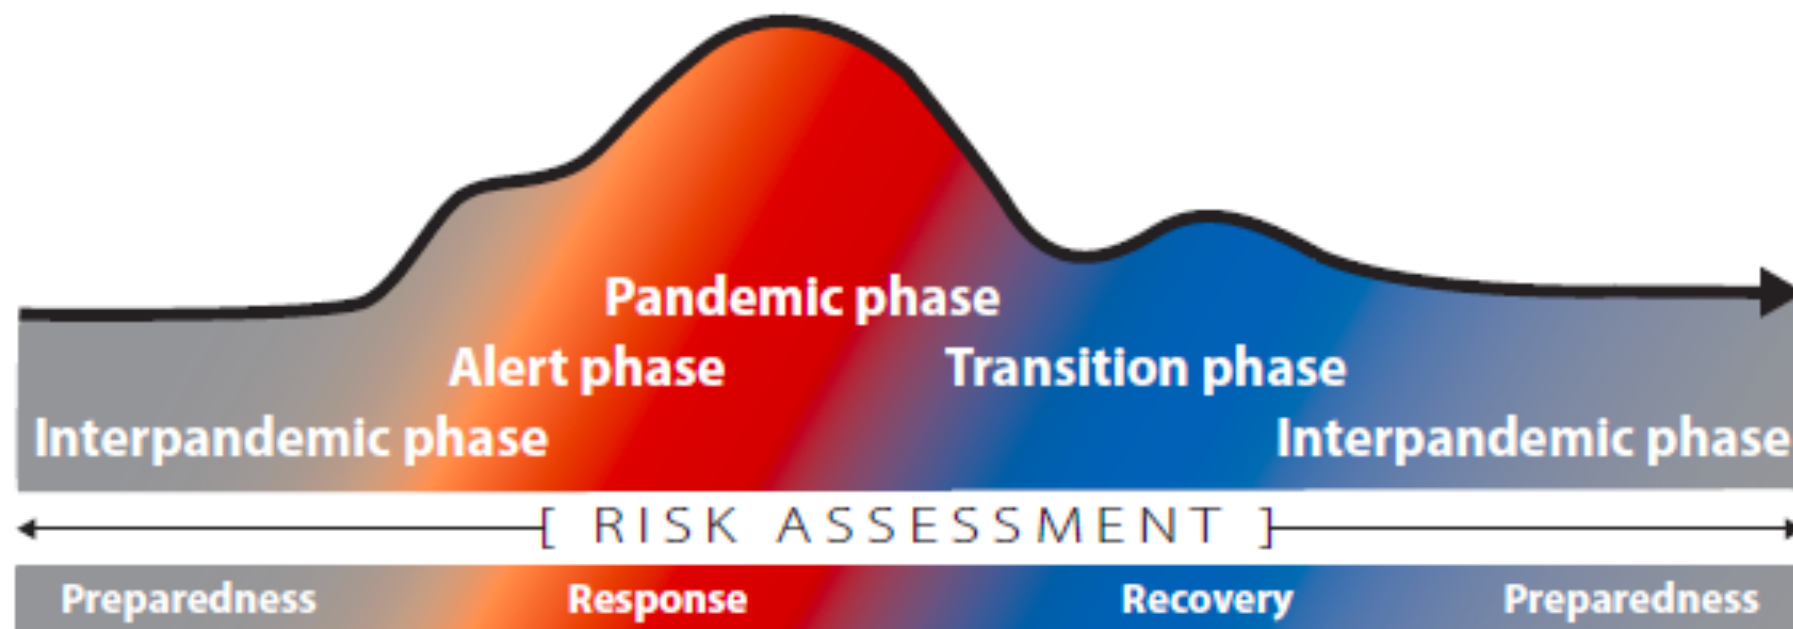 Pandemic phase
Alert phase
Transition phase
Interpandemic phase
Interpandemic phase
[ RISK ASSESSMENT ]
Preparedness
Response
Recovery
Preparedness